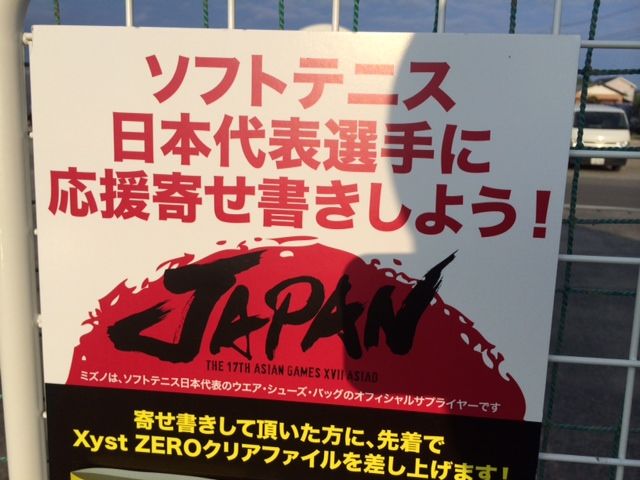 ソフトテニス
日本代表選手に
応援寄せ書きしよう!
JAPAN
THE 17TH ASIAN GAMES XVII ASIAD
ミズノは、ソフトテニス日本代表のウエア・シューズ・バッグのオフィシャルサプライヤーです
寄せ書きして頂いた方に、先着で
Xyst ZEROクリアファイルを差し上げます!